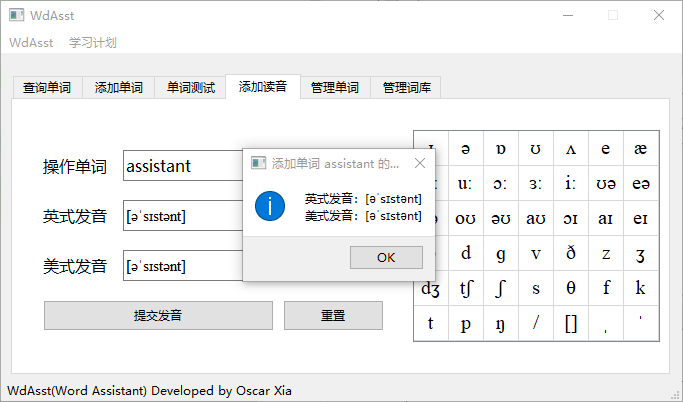 WdAsst
WdAsst 学习计划
查询单词 添加单词 单词测试 添加读音 管理单词 管理词库
操作单词 assistant
英式发音 [əˈsɪstənt]
美式发音 [əˈsɪstənt]
提交发音 重置
添加单词 assistant 的...
英式发音：[əˈsɪstənt]
美式发音：[əˈsɪstənt]
OK
ə ɒ ʊ ʌ e æ
uː ɔː ɜː iː ʊə eə
oʊ əʊ aʊ ɔɪ aɪ eɪ
d ɡ v ð z ʒ
dʒ tʃ ʃ s θ f k
t p ŋ / [] ˌ ˈ
WdAsst(Word Assistant) Developed by Oscar Xia